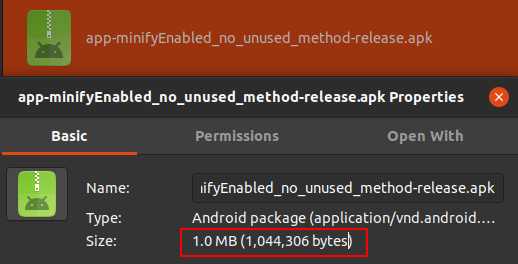 app-minifyEnabled_no_unused_method-release.apk
app-minifyEnabled_no_unused_method-release.apk Properties
Basic Permissions Open With
Name: nifyEnabled_no_unused_method-release.apk
Type: Android package (application/vnd.android.…
Size: 1.0 MB (1,044,306 bytes)